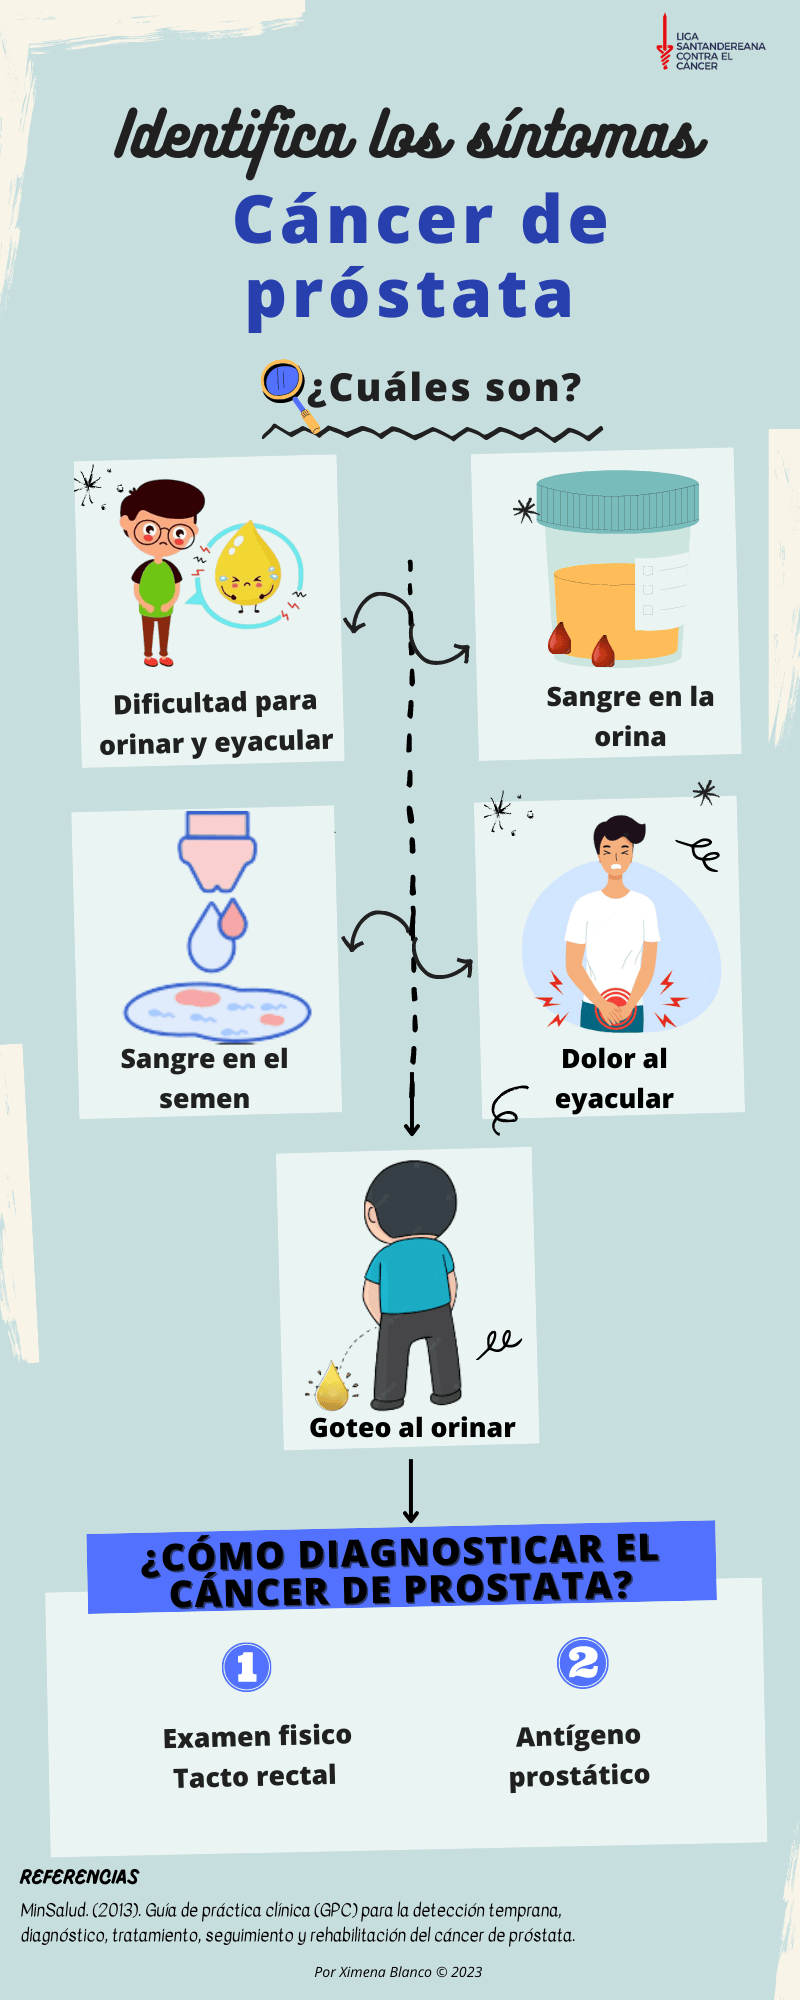 LIGA
SANTANDEREANA
CONTRA EL
CÁNCER
Identifica los síntomas
Cáncer de
próstata
¿Cuáles son?
Dificultad para
orinar y eyacular
Sangre en la
orina
Sangre en el
semen
Dolor al
eyacular
Goteo al orinar
¿CÓMO DIAGNOSTICAR EL
CÁNCER DE PROSTATA?
1
Examen fisico
Tacto rectal
2
Antígeno
prostático
REFERENCIAS
MinSalud. (2013). Guía de práctica clínica (GPC) para la detección temprana,
diagnóstico, tratamiento, seguimiento y rehabilitación del cáncer de próstata.
Por Ximena Blanco © 2023